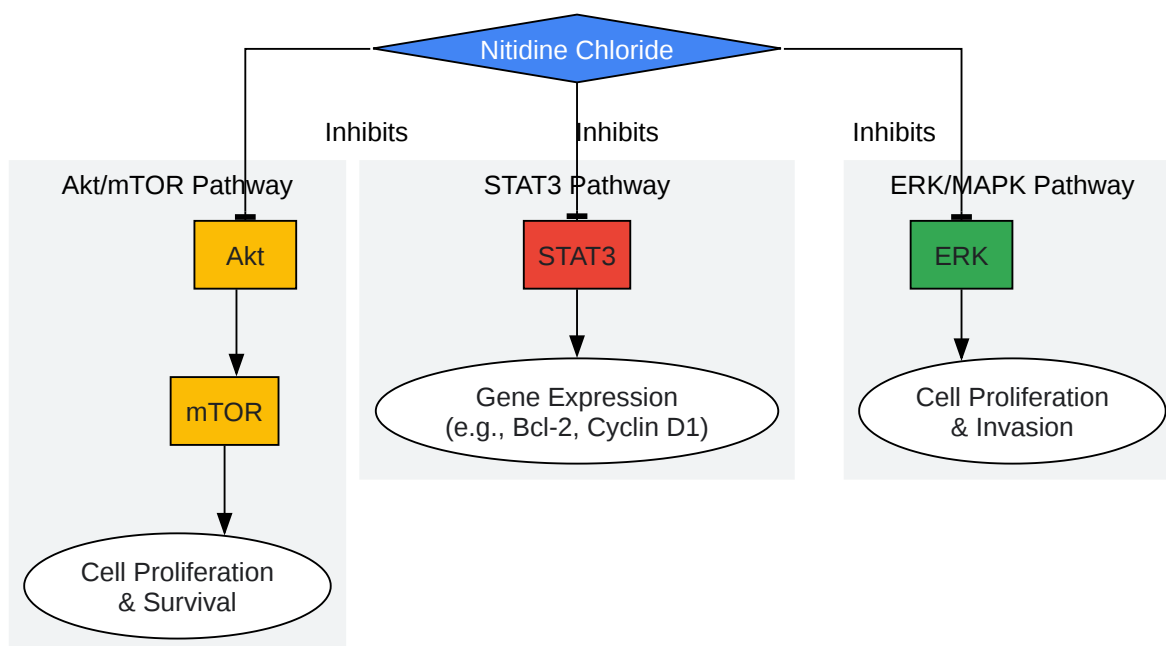 Nitidine Chloride
Inhibits
Inhibits
Inhibits
Akt/mTOR Pathway
STAT3 Pathway
ERK/MAPK Pathway
Akt
STAT3
ERK
mTOR
Gene Expression
(e.g., Bcl-2, Cyclin D1)
Cell Proliferation
& Invasion
Cell Proliferation
& Survival